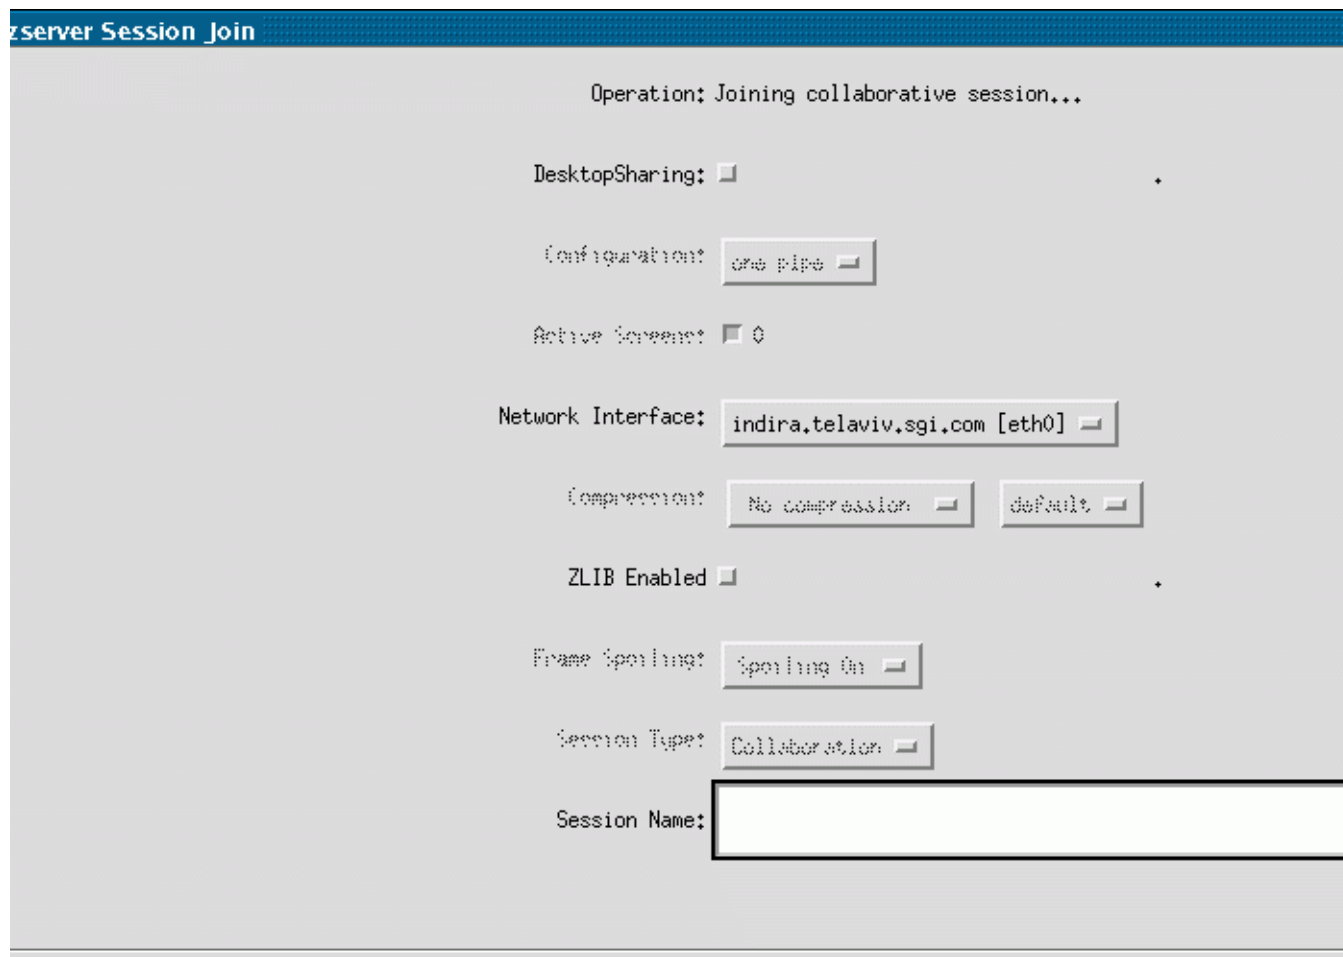 zserver Session Join
Operation: Joining collaborative session...
DesktopSharing: .
Configuration: one pipe
Active Screens: 0
Network Interface: indira.telaviv.sgi.com [eth0]
Compression: No compression default
ZLIB Enabled .
Frame Spoiling: Spoiling On
Session Type: Collaboration
Session Name: